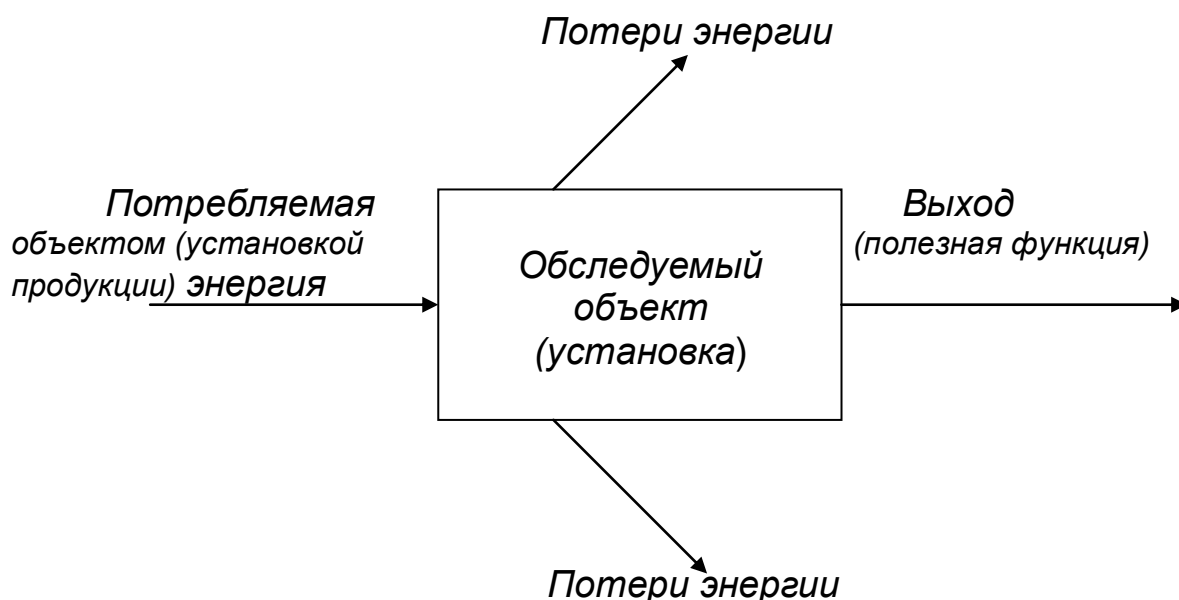 Потери энергии
Потребляемая
объектом (установкой
продукции) энергия
Обследуемый
объект
(установка)
Выход
(полезная функция)
Потери энергии